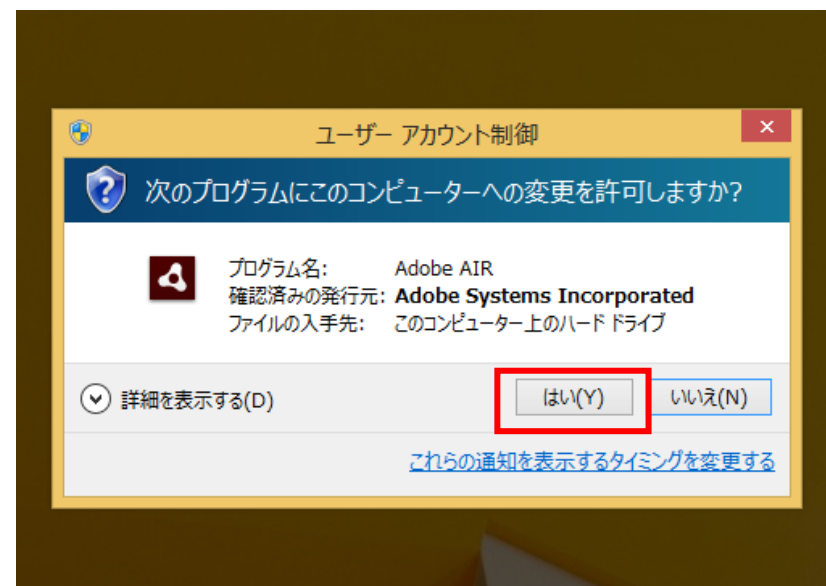 ユーザー アカウント制御
次のプログラムにこのコンピューターへの変更を許可しますか?
プログラム名: Adobe AIR
確認済みの発行元: Adobe Systems Incorporated
ファイルの入手先: このコンピューター上のハード ドライブ
詳細を表示する(D) はい(Y) いいえ(N)
これらの通知を表示するタイミングを変更する